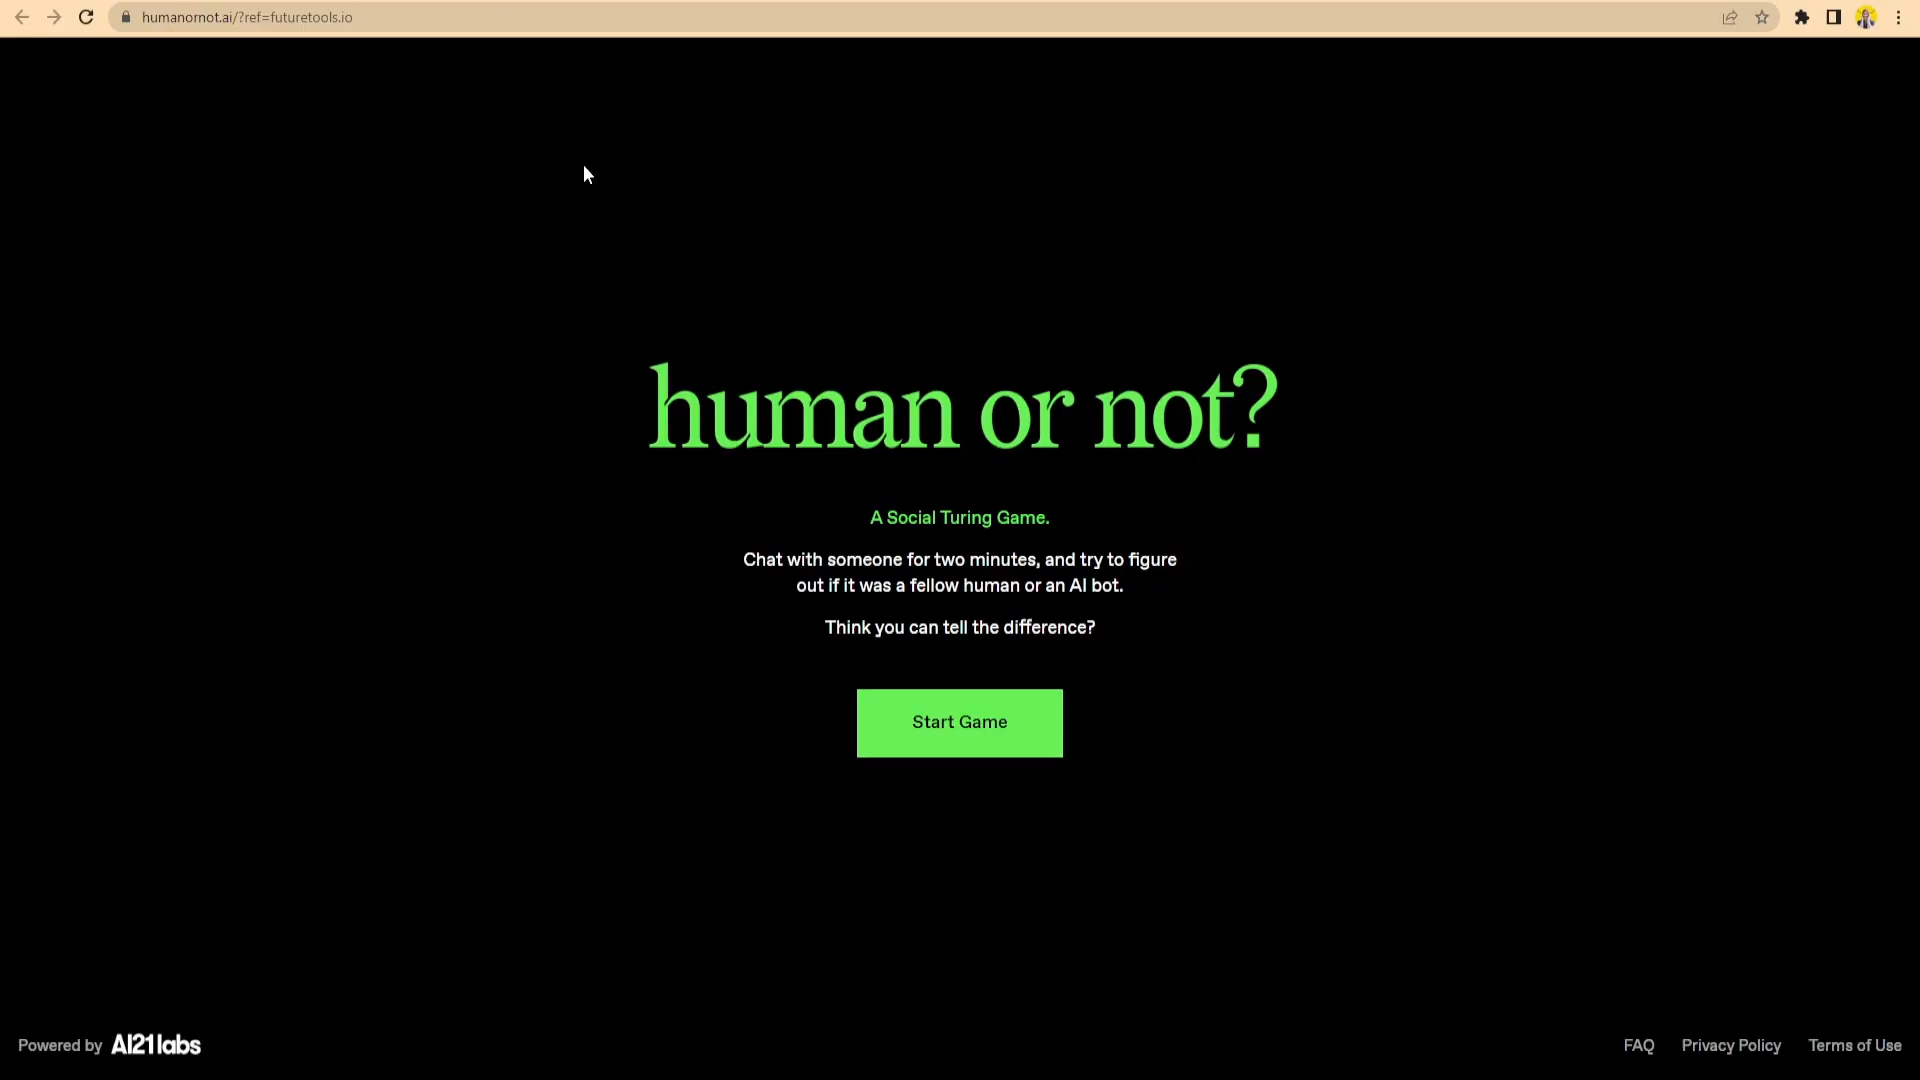 humanornot.ai/?ref=futuretools.io
human or not?
A Social Turing Game.
Chat with someone for two minutes, and try to figure
out if it was a fellow human or an AI bot.
Think you can tell the difference?
Start Game
Powered by AI21labs
FAQ Privacy Policy Terms of Use